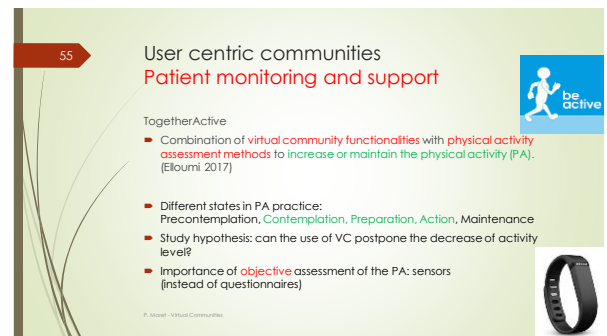 55
User centric communities
Patient monitoring and support
be
active
TogetherActive
Combination of virtual community functionalities with physical activity
assessment methods to increase or maintain the physical activity (PA).
(Elloumi 2017)
Different states in PA practice:
Precontemplation, Contemplation, Preparation, Action, Maintenance
Study hypothesis: can the use of VC postpone the decrease of activity
level?
Importance of objective assessment of the PA: sensors
(instead of questionnaires)
P. Moret - Virtual Communities